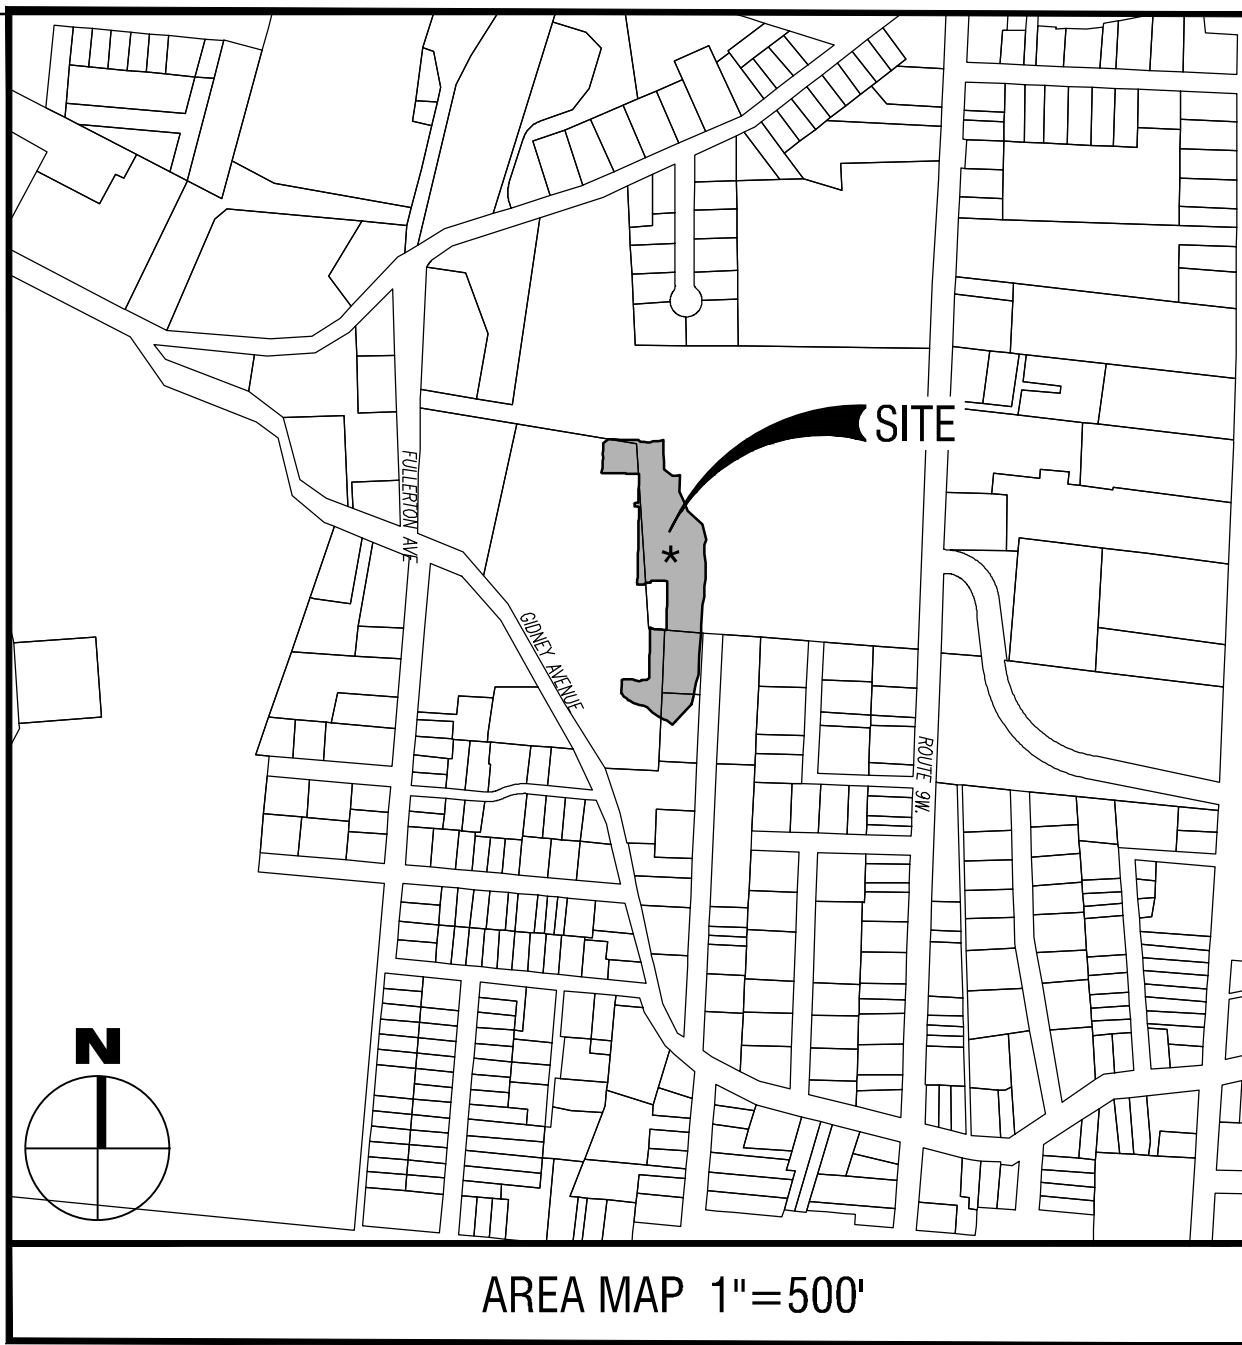 SITE
*
FULLERTON AVE
GIDNEY AVENUE
ROUTE 9W.
N
AREA MAP 1"=500'